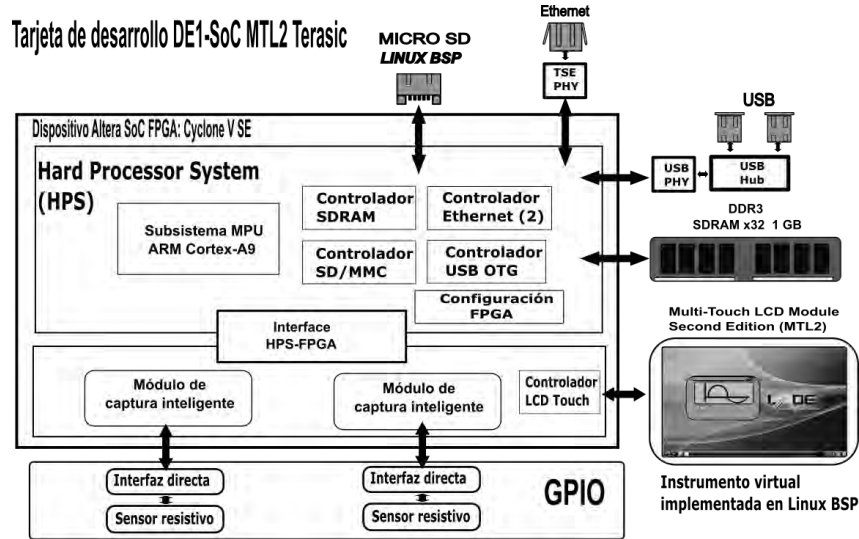 Tarjeta de desarrollo DE1-SoC MTL2 Terasic
MICRO SD
LINUX BSP
Ethernet
TSE
PHY
USB
Dispositivo Altera SoC FPGA: Cyclone V SE
Hard Processor System
(HPS)
Subsistema MPU
ARM Cortex-A9
Controlador
SDRAM
Controlador
Ethernet (2)
Controlador
SD/MMC
Controlador
USB OTG
Configuración
FPGA
USB
PHY
USB
Hub
DDR3
SDRAM x32 1 GB
Interface
HPS-FPGA
Multi-Touch LCD Module
Second Edition (MTL2)
Módulo de
captura inteligente
Módulo de
captura inteligente
Controlador
LCD Touch
Interfaz directa
Sensor resistivo
Interfaz directa
Sensor resistivo
GPIO
Instrumento virtual
implementada en Linux BSP